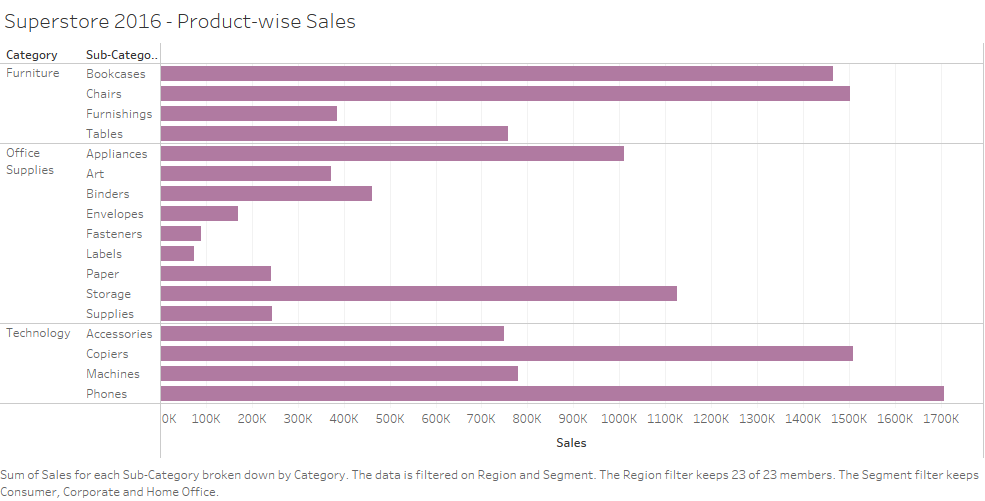 Superstore 2016 - Product-wise Sales
Category Sub-Catego..
Furniture Bookcases
Chairs
Furnishings
Tables
Office Supplies Appliances
Art
Binders
Envelopes
Fasteners
Labels
Paper
Storage
Supplies
Technology Accessories
Copiers
Machines
Phones
0K 100K 200K 300K 400K 500K 600K 700K 800K 900K 1000K 1100K 1200K 1300K 1400K 1500K 1600K 1700K
Sales
Sum of Sales for each Sub-Category broken down by Category. The data is filtered on Region and Segment. The Region filter keeps 23 of 23 members. The Segment filter keeps
Consumer, Corporate and Home Office.